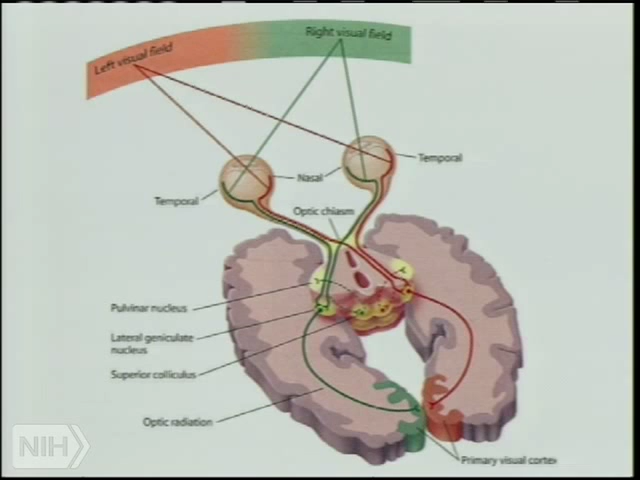 Left visual field
Right visual field
Temporal
Nasal
Temporal
Optic chiasm
Pulvinar nucleus
Lateral geniculate
nucleus
Superior colliculus
Optic radiation
Primary visual cortex
NIH